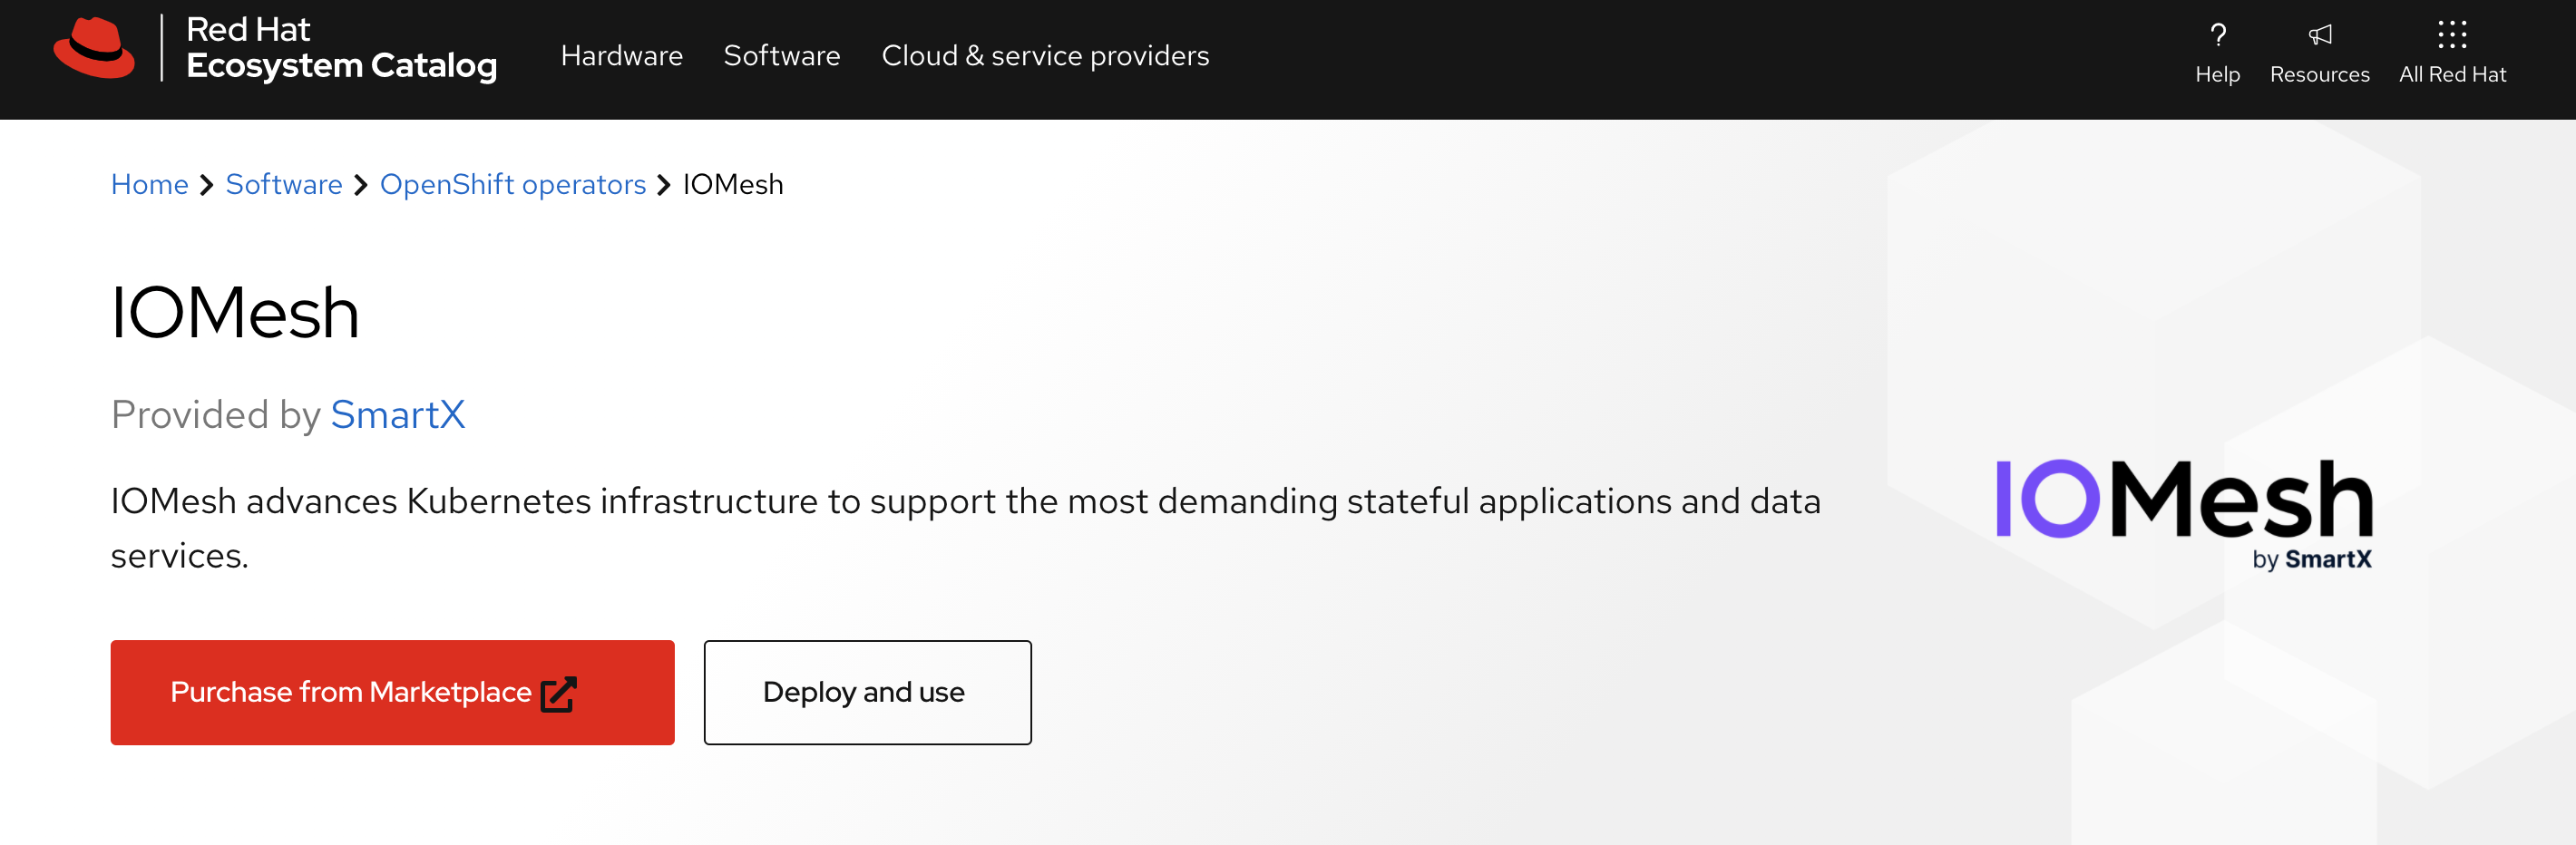 Red Hat
Ecosystem Catalog
Hardware
Software
Cloud & service providers
?
Help
Resources
All Red Hat
Home > Software > OpenShift operators > IOMesh
IOMesh
Provided by SmartX
IOMesh advances Kubernetes infrastructure to support the most demanding stateful applications and data
services.
IOMesh
by SmartX
Purchase from Marketplace
Deploy and use